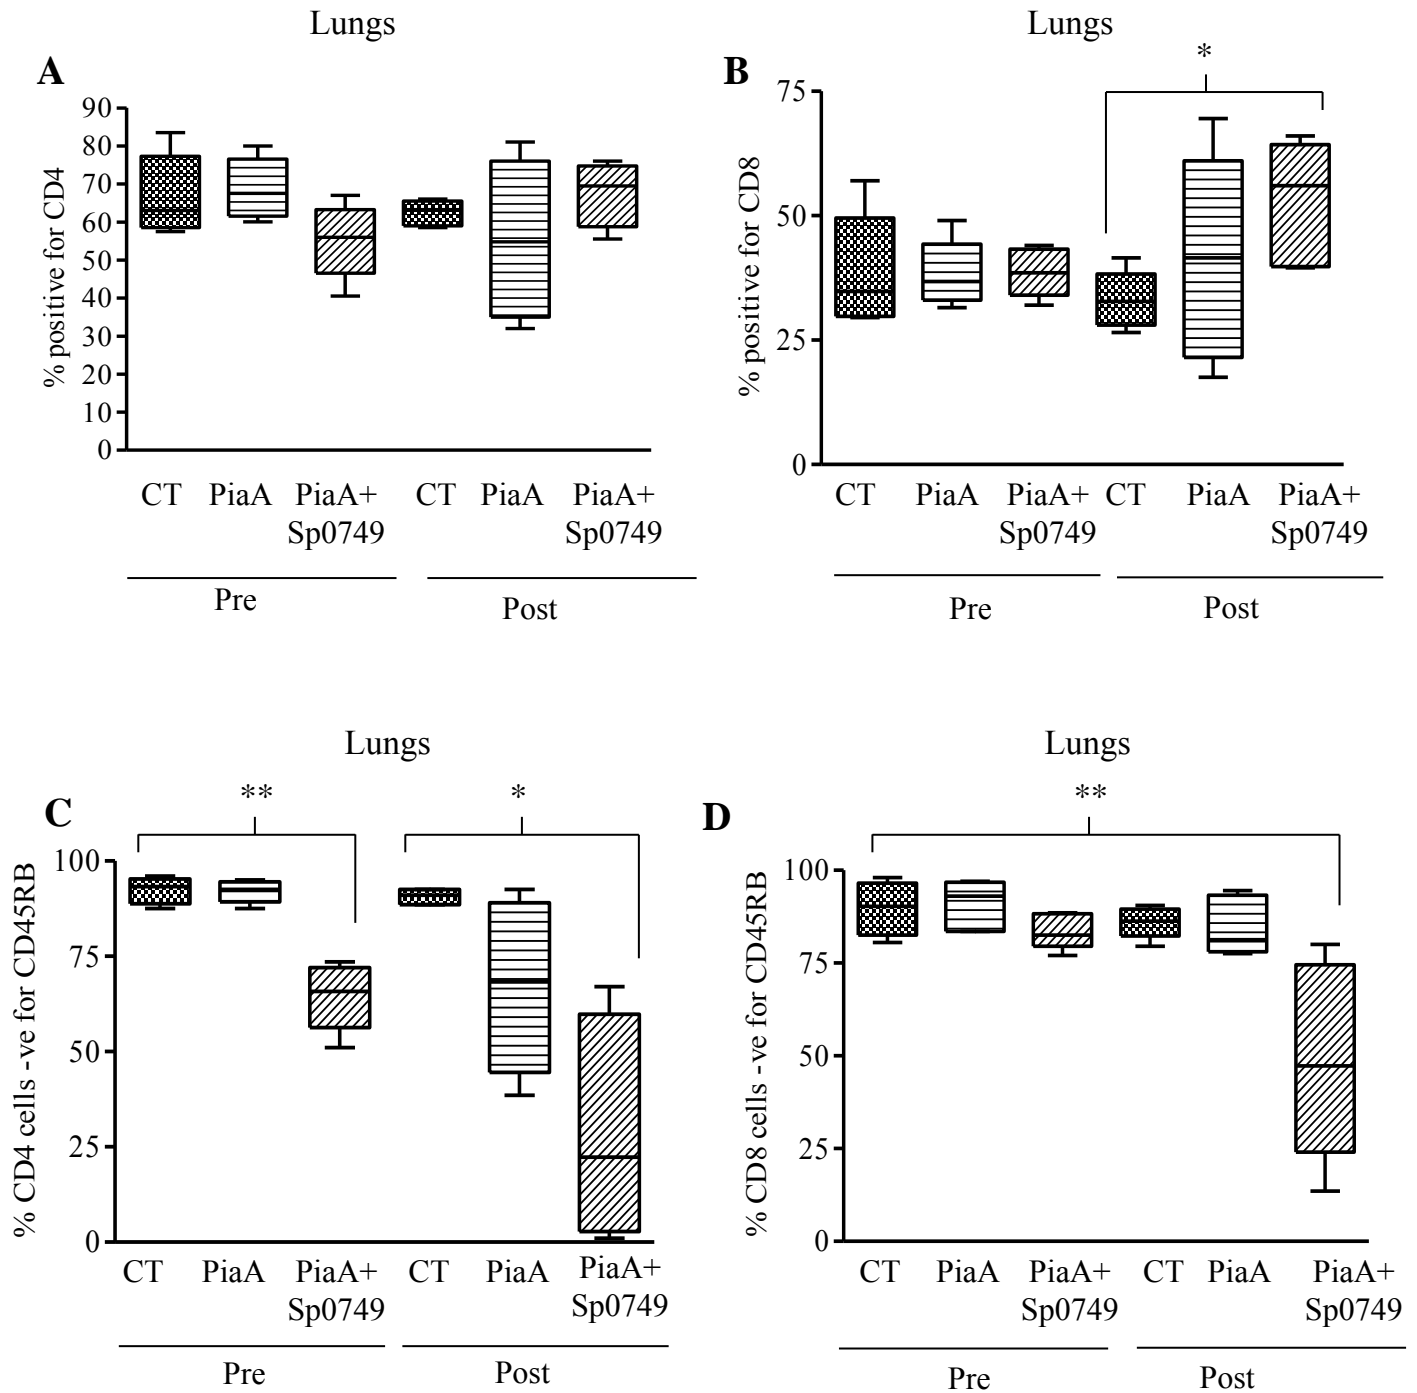 Lungs
A
% positive for CD4
90
80
70
60
50
40
30
20
10
0
CT PiaA PiaA+ CT PiaA PiaA+
Sp0749 Sp0749
Pre
Post
Lungs
B
*
% positive for CD8
75
50
25
0
CT PiaA PiaA+ CT PiaA PiaA+
Sp0749 Sp0749
Pre Post
Lungs
C
** *
% CD4 cells -ve for CD45RB
100
75
50
25
0
CT PiaA PiaA+ CT PiaA PiaA+
Sp0749 Sp0749
Pre Post
Lungs
D
**
% CD8 cells -ve for CD45RB
100
75
50
25
0
CT PiaA PiaA+ CT PiaA PiaA+
Sp0749 Sp0749
Pre Post